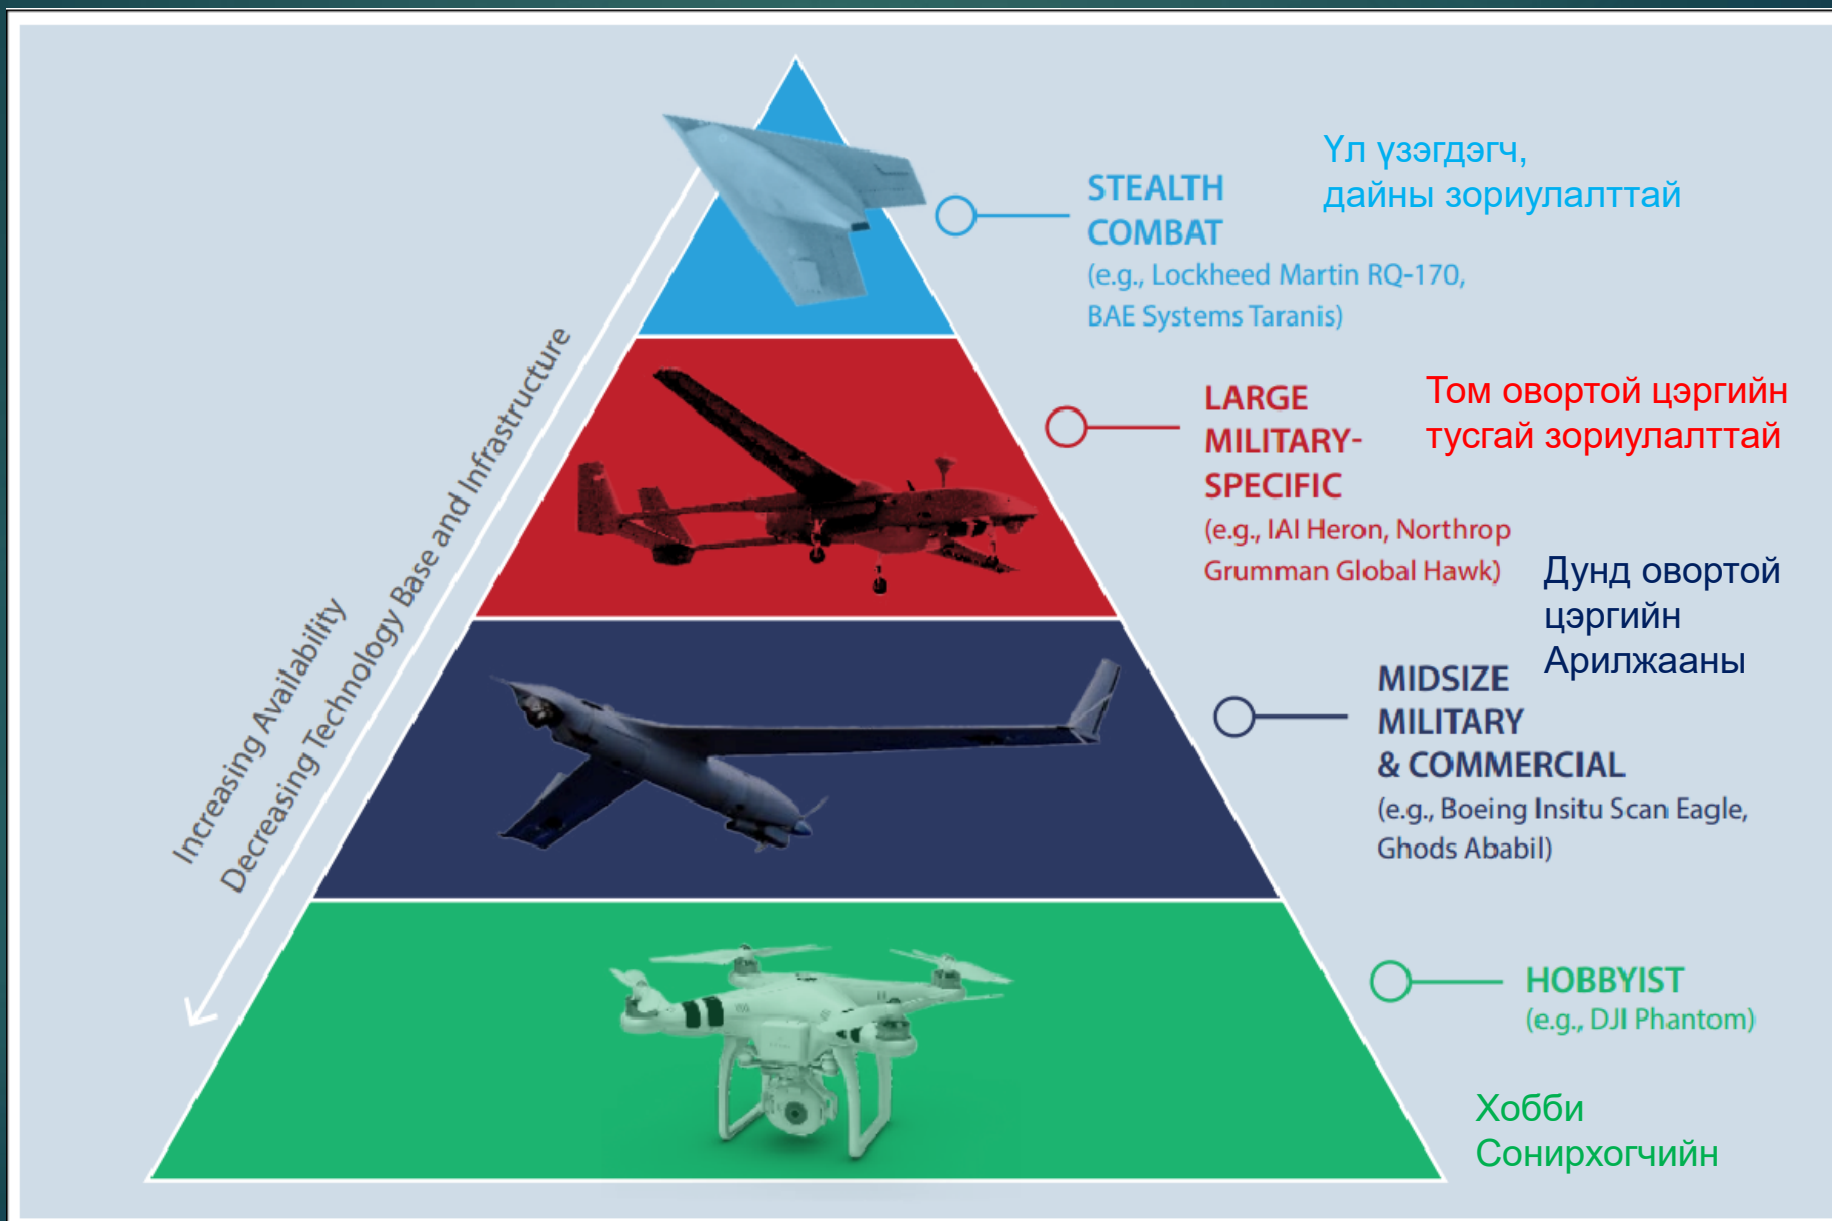 Үл үзэгдэгч,
дайны зориулалттай
STEALTH
COMBAT
(e.g., Lockheed Martin RQ-170,
BAE Systems Taranis)
Том овортой цэргийн
тусгай зориулалттай
LARGE
MILITARY-
SPECIFIC
(e.g., IAI Heron, Northrop
Grumman Global Hawk)
Дунд овортой
цэргийн
Арилжааны
MIDSIZE
MILITARY
& COMMERCIAL
(e.g., Boeing Insitu Scan Eagle,
Ghods Ababil)
HOBBYIST
(e.g., DJI Phantom)
Хобби
Сонирхогчийн
Increasing Availability
Decreasing Technology Base and Infrastructure